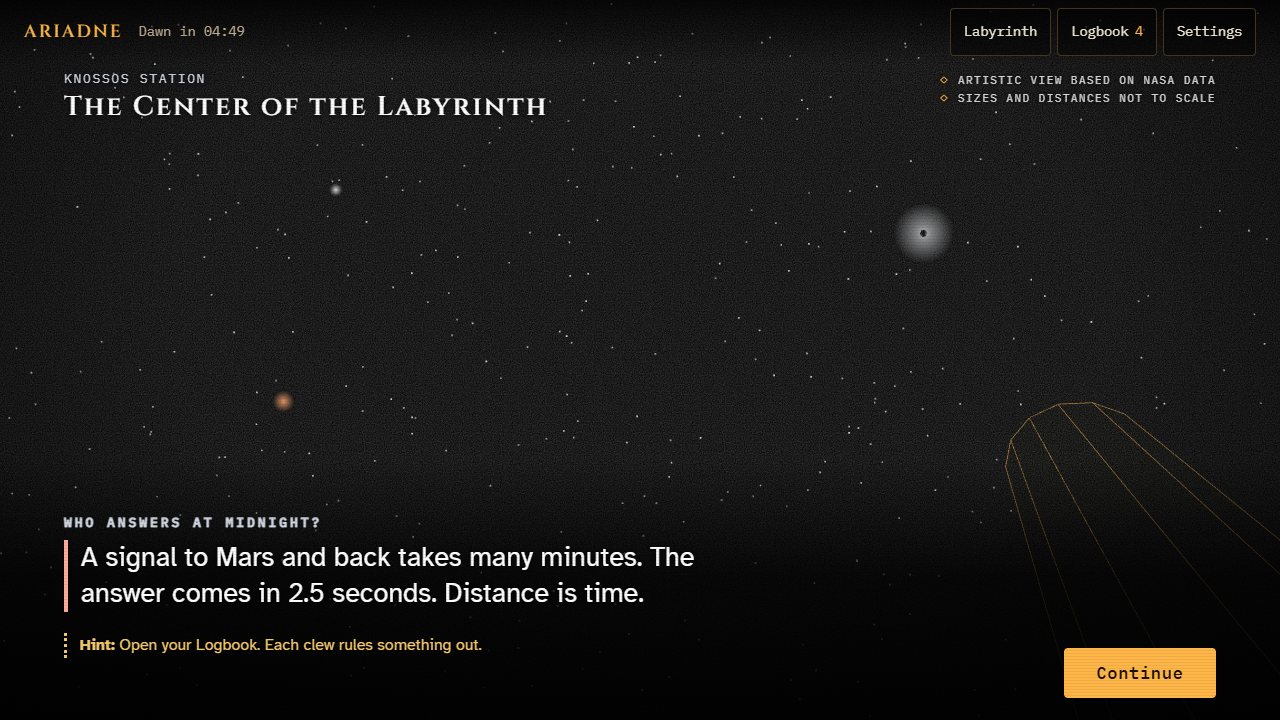 ARIADNE Dawn in 04:49 Labyrinth Logbook 4 Settings
KNOSSOS STATION
The Center of the Labyrinth
ARTISTIC VIEW BASED ON NASA DATA
SIZES AND DISTANCES NOT TO SCALE
WHO ANSWERS AT MIDNIGHT?
A signal to Mars and back takes many minutes. The
answer comes in 2.5 seconds. Distance is time.
Hint: Open your Logbook. Each clew rules something out.
Continue